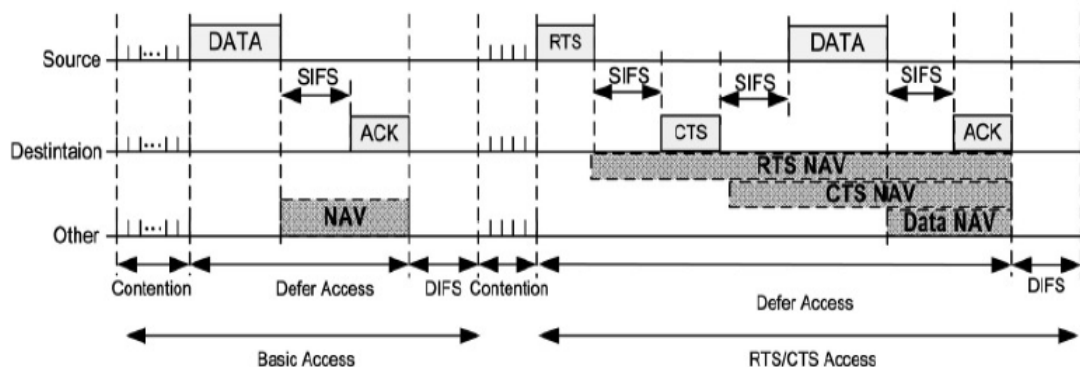 DATA
RTS
DATA
Source
SIFS
SIFS
SIFS
SIFS
ACK
CTS
ACK
Destintaion
RTS NAV
CTS NAV
NAV
Data NAV
Other
Contention
Defer Access
DIFS
Contention
Defer Access
DIFS
Basic Access
RTS/CTS Access